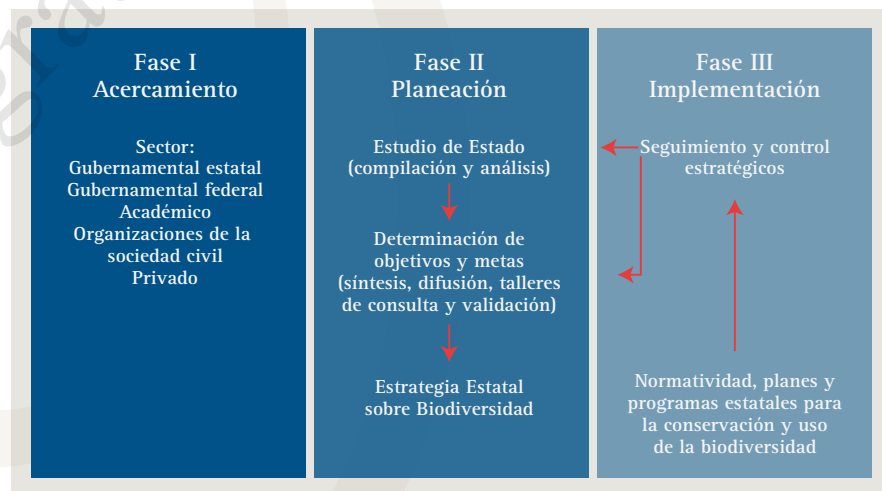 Fase I
Acercamiento
Sector:
Gubernamental estatal
Gubernamental federal
Académico
Organizaciones de la
sociedad civil
Privado
Fase II
Planeación
Estudio de Estado
(compilación y análisis)
Determinación de
objetivos y metas
(síntesis, difusión, talleres
de consulta y validación)
Estrategia Estatal
sobre Biodiversidad
Fase III
Implementación
Seguimiento y control
estratégicos
Normatividad, planes y
programas estatales para
la conservación y uso
de la biodiversidad